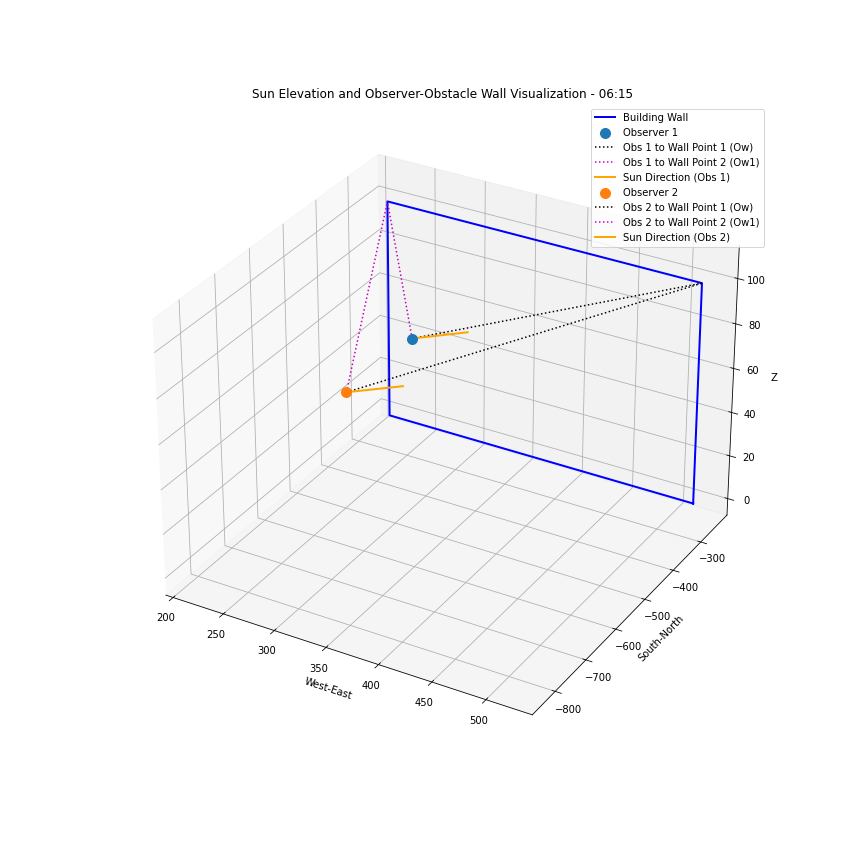 Sun Elevation and Observer-Obstacle Wall Visualization - 06:15
Building Wall
Observer 1
Obs 1 to Wall Point 1 (Ow)
Obs 1 to Wall Point 2 (Ow1)
Sun Direction (Obs 1)
Observer 2
Obs 2 to Wall Point 1 (Ow)
Obs 2 to Wall Point 2 (Ow1)
Sun Direction (Obs 2)
100
80
60
Z
40
20
0
−300
−400
−500
−600
−700
−800
South-North
200
250
300
350
400
450
500
West-East